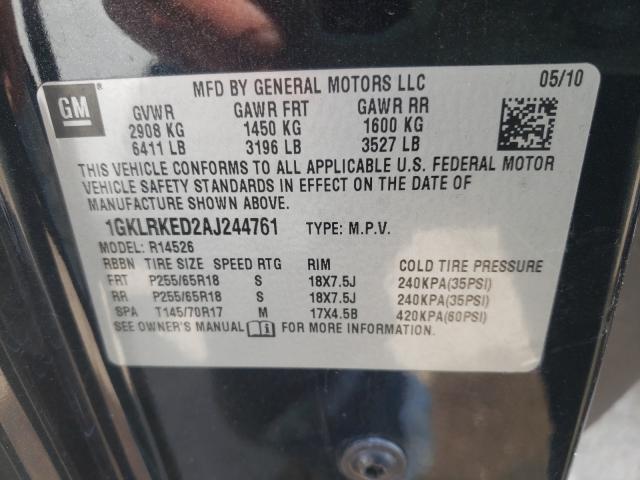 GM
MFD BY GENERAL MOTORS LLC 05/10
GVWR GAWR FRT GAWR RR
2908 KG 1450 KG 1600 KG
6411 LB 3196 LB 3527 LB
THIS VEHICLE CONFORMS TO ALL APPLICABLE U.S. FEDERAL MOTOR
VEHICLE SAFETY STANDARDS IN EFFECT ON THE DATE OF
MANUFACTURE SHOWN ABOVE.
1GKLRKED2AJ244761 TYPE: M.P.V.
MODEL: R14526
RBBN TIRE SIZE SPEED RTG RIM COLD TIRE PRESSURE
FRT P255/65R18 S 18X7.5J 240KPA(35PSI)
RR P255/65R18 S 18X7.5J 240KPA(35PSI)
SPA T145/70R17 M 17X4.5B 420KPA(60PSI)
SEE OWNER'S MANUAL FOR MORE INFORMATION.